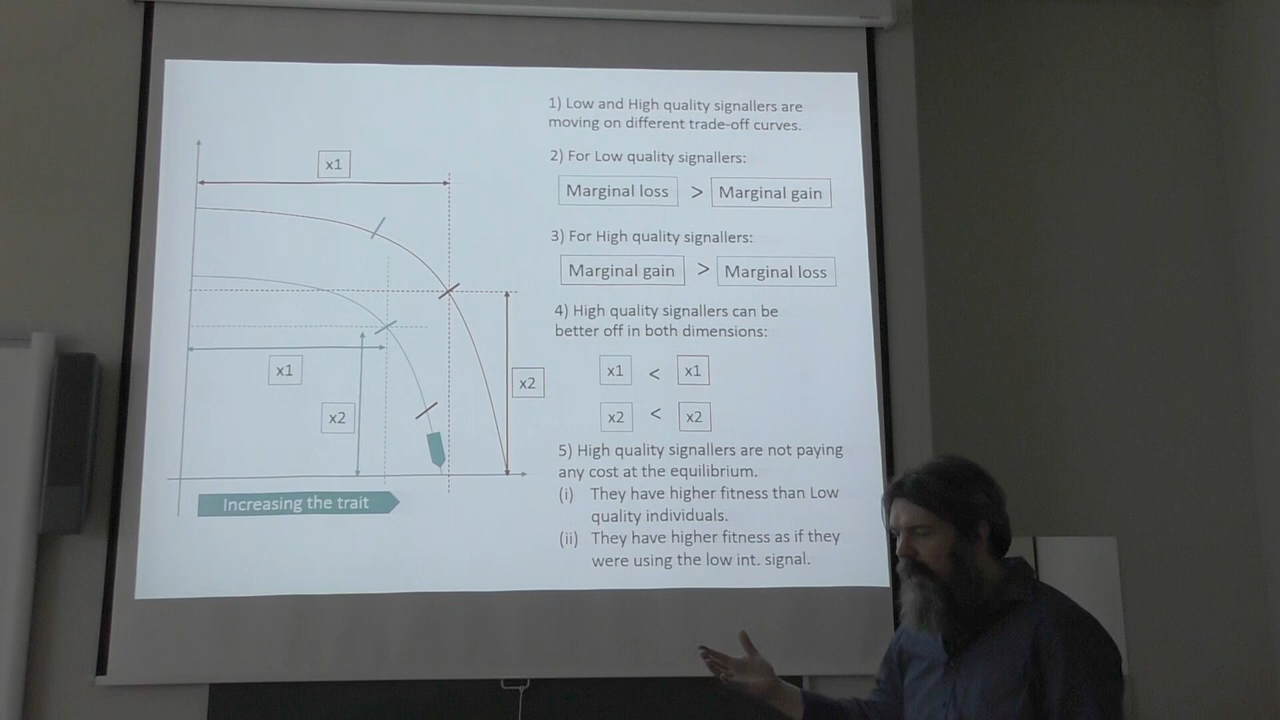 x1
x1
x2
x2
Increasing the trait
1) Low and High quality signallers are
moving on different trade-off curves.
2) For Low quality signallers:
Marginal loss > Marginal gain
3) For High quality signallers:
Marginal gain > Marginal loss
4) High quality signallers can be
better off in both dimensions:
x1 < x1
x2 < x2
5) High quality signallers are not paying
any cost at the equilibrium.
(i) They have higher fitness than Low
quality individuals.
(ii) They have higher fitness as if they
were using the low int. signal.